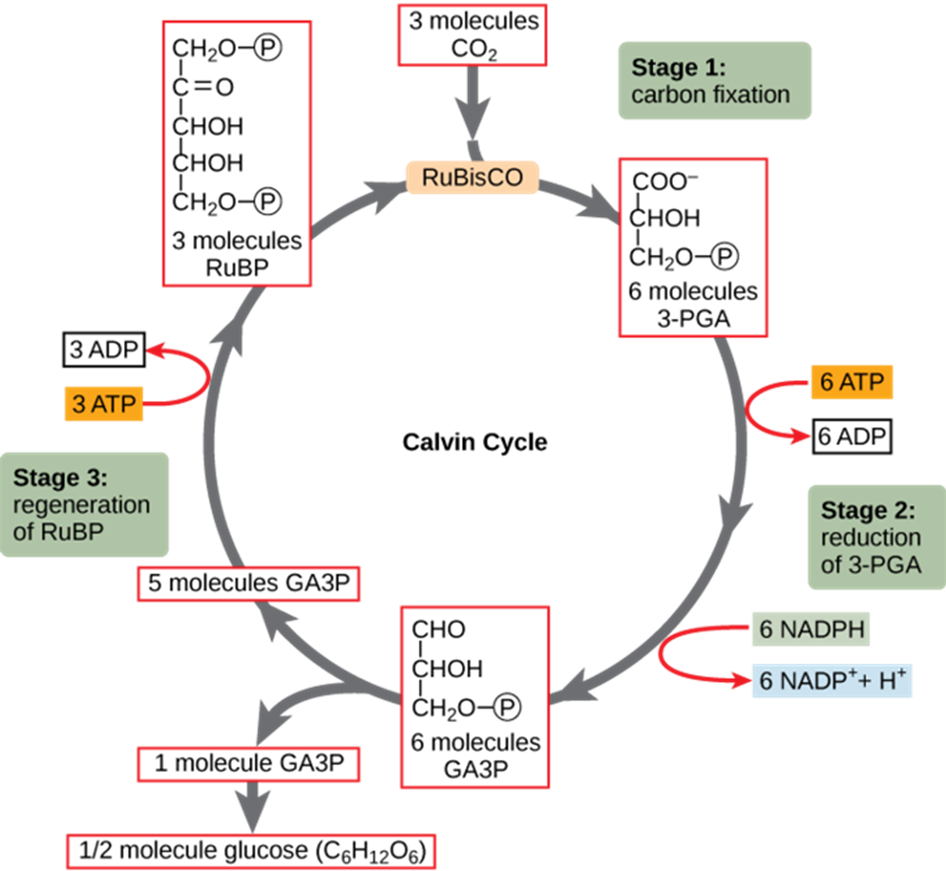 3 molecules
CO₂
Stage 1:
carbon fixation
CH₂O–Ⓟ
C=O
CHOH
CHOH
CH₂O–Ⓟ
3 molecules
RuBP
RuBisCO
COO⁻
CHOH
CH₂O–Ⓟ
6 molecules
3-PGA
3 ADP
3 ATP
6 ATP
6 ADP
Calvin Cycle
Stage 3:
regeneration
of RuBP
Stage 2:
reduction
of 3-PGA
5 molecules GA3P
CHO
CHOH
CH₂O–Ⓟ
6 molecules
GA3P
6 NADPH
6 NADP⁺+ H⁺
1 molecule GA3P
1/2 molecule glucose (C₆H₁₂O₆)